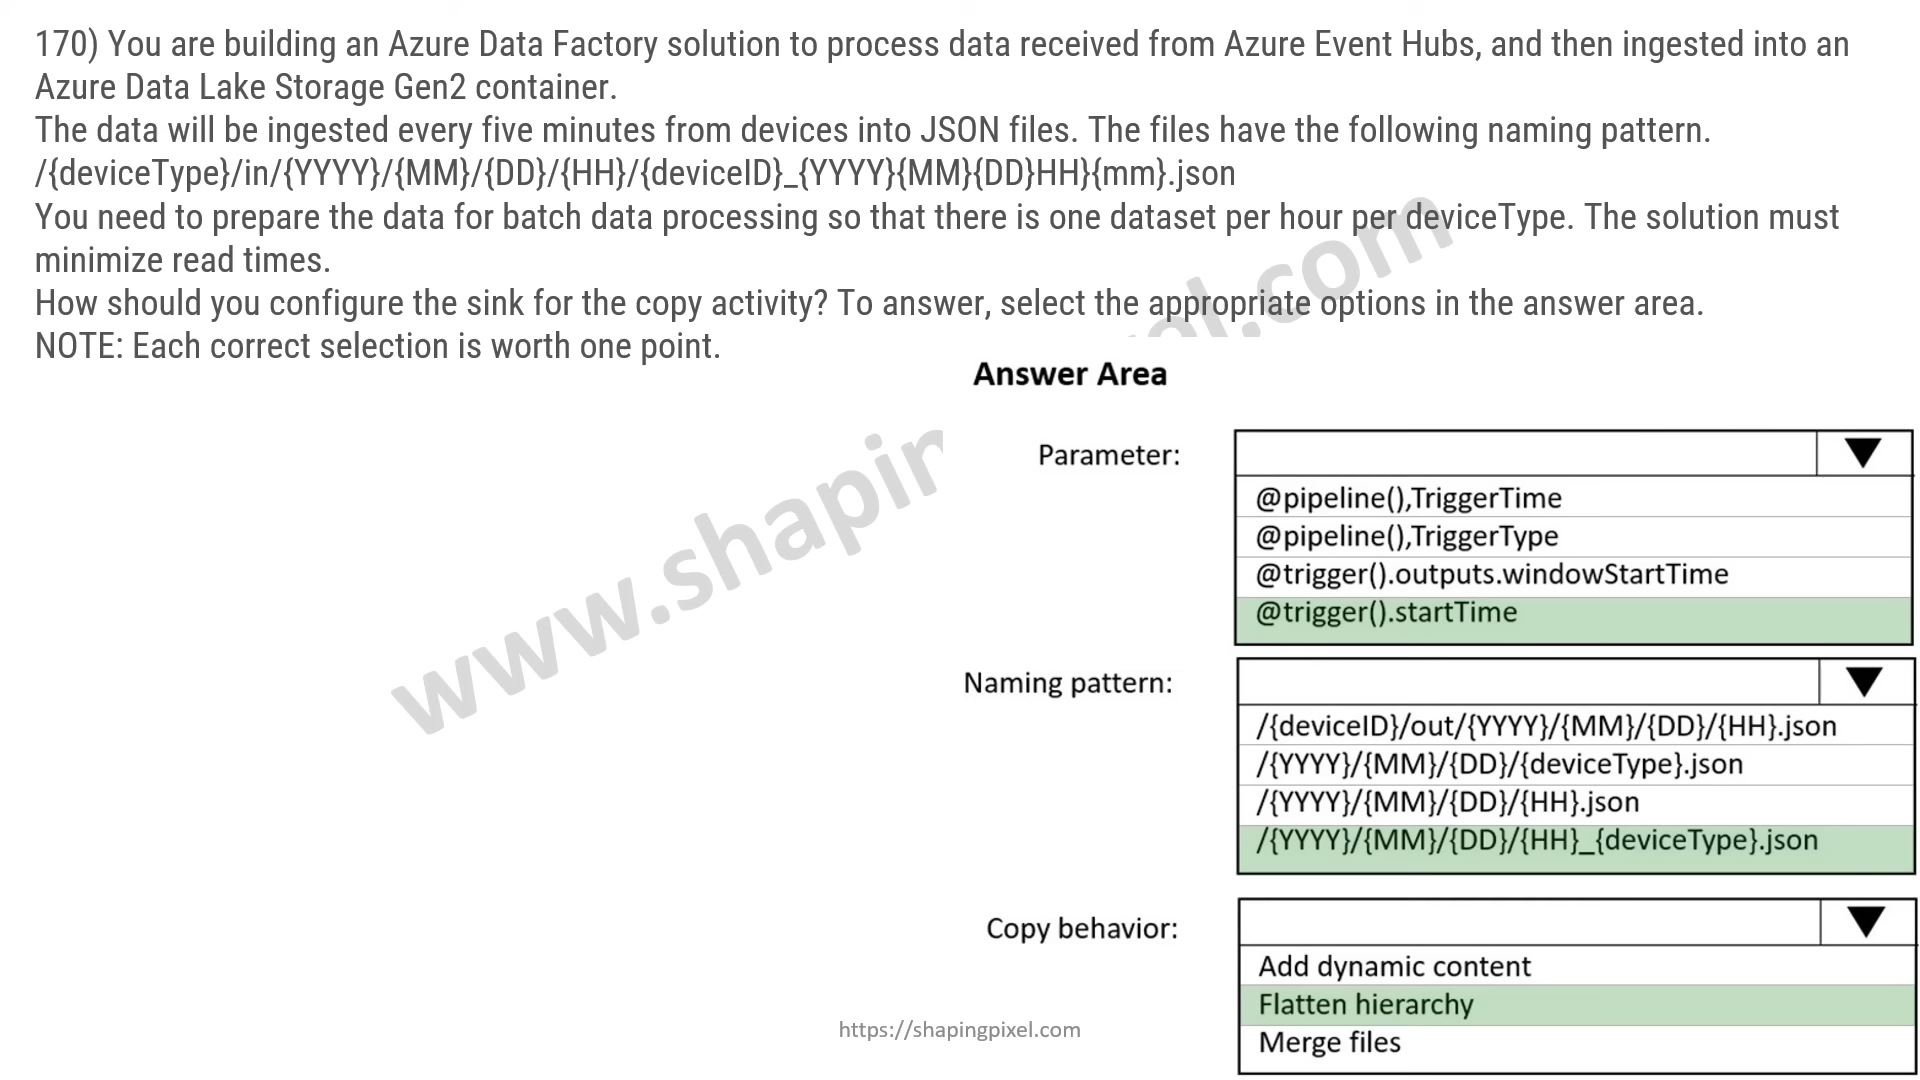 170) You are building an Azure Data Factory solution to process data received from Azure Event Hubs, and then ingested into an
Azure Data Lake Storage Gen2 container.
The data will be ingested every five minutes from devices into JSON files. The files have the following naming pattern.
/{deviceType}/in/{YYYY}/{MM}/{DD}/{HH}/{deviceID}_{YYYY}{MM}{DD}HH}{mm}.json
You need to prepare the data for batch data processing so that there is one dataset per hour per deviceType. The solution must
minimize read times.
How should you configure the sink for the copy activity? To answer, select the appropriate options in the answer area.
NOTE: Each correct selection is worth one point.
Answer Area
Parameter:
@pipeline(),TriggerTime
@pipeline(),TriggerType
@trigger().outputs.windowStartTime
@trigger().startTime
Naming pattern:
/{deviceID}/out/{YYYY}/{MM}/{DD}/{HH}.json
/{YYYY}/{MM}/{DD}/{deviceType}.json
/{YYYY}/{MM}/{DD}/{HH}.json
/{YYYY}/{MM}/{DD}/{HH}_{deviceType}.json
Copy behavior:
Add dynamic content
Flatten hierarchy
Merge files
https://shapingpixel.com